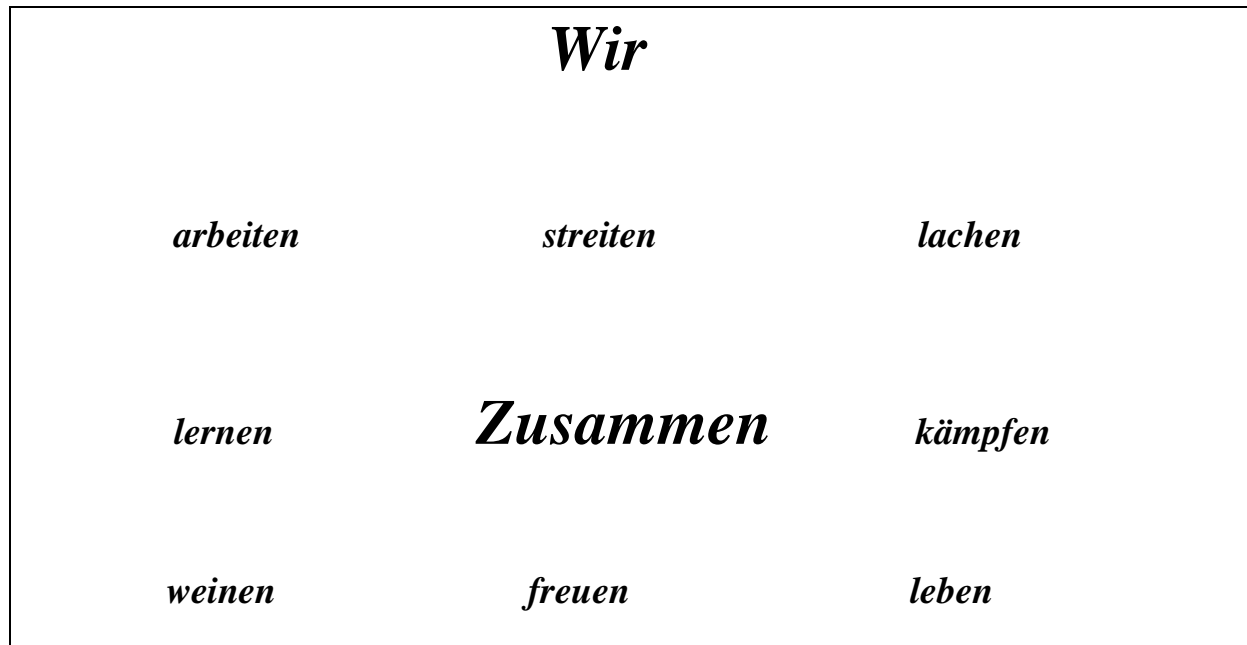 Wir
arbeiten streiten lachen
lernen Zusammen kämpfen
weinen freuen leben